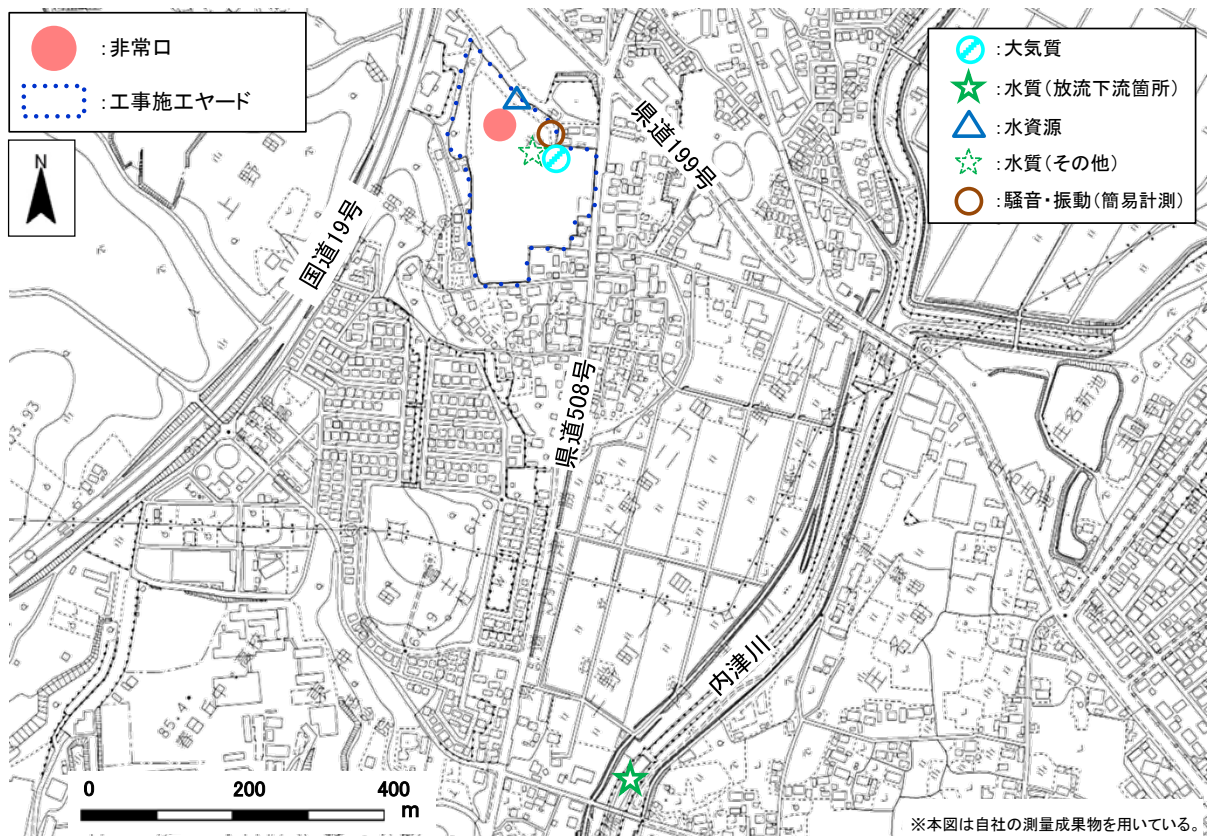 :非常口
:工事施工ヤード
N
:大気質
:水質(放流下流箇所)
:水資源
:水質(その他)
:騒音・振動(簡易計測)
県道199号
国道19号
県道508号
内津川
85.4
0 200 400
m
※本図は自社の測量成果物を用いている。